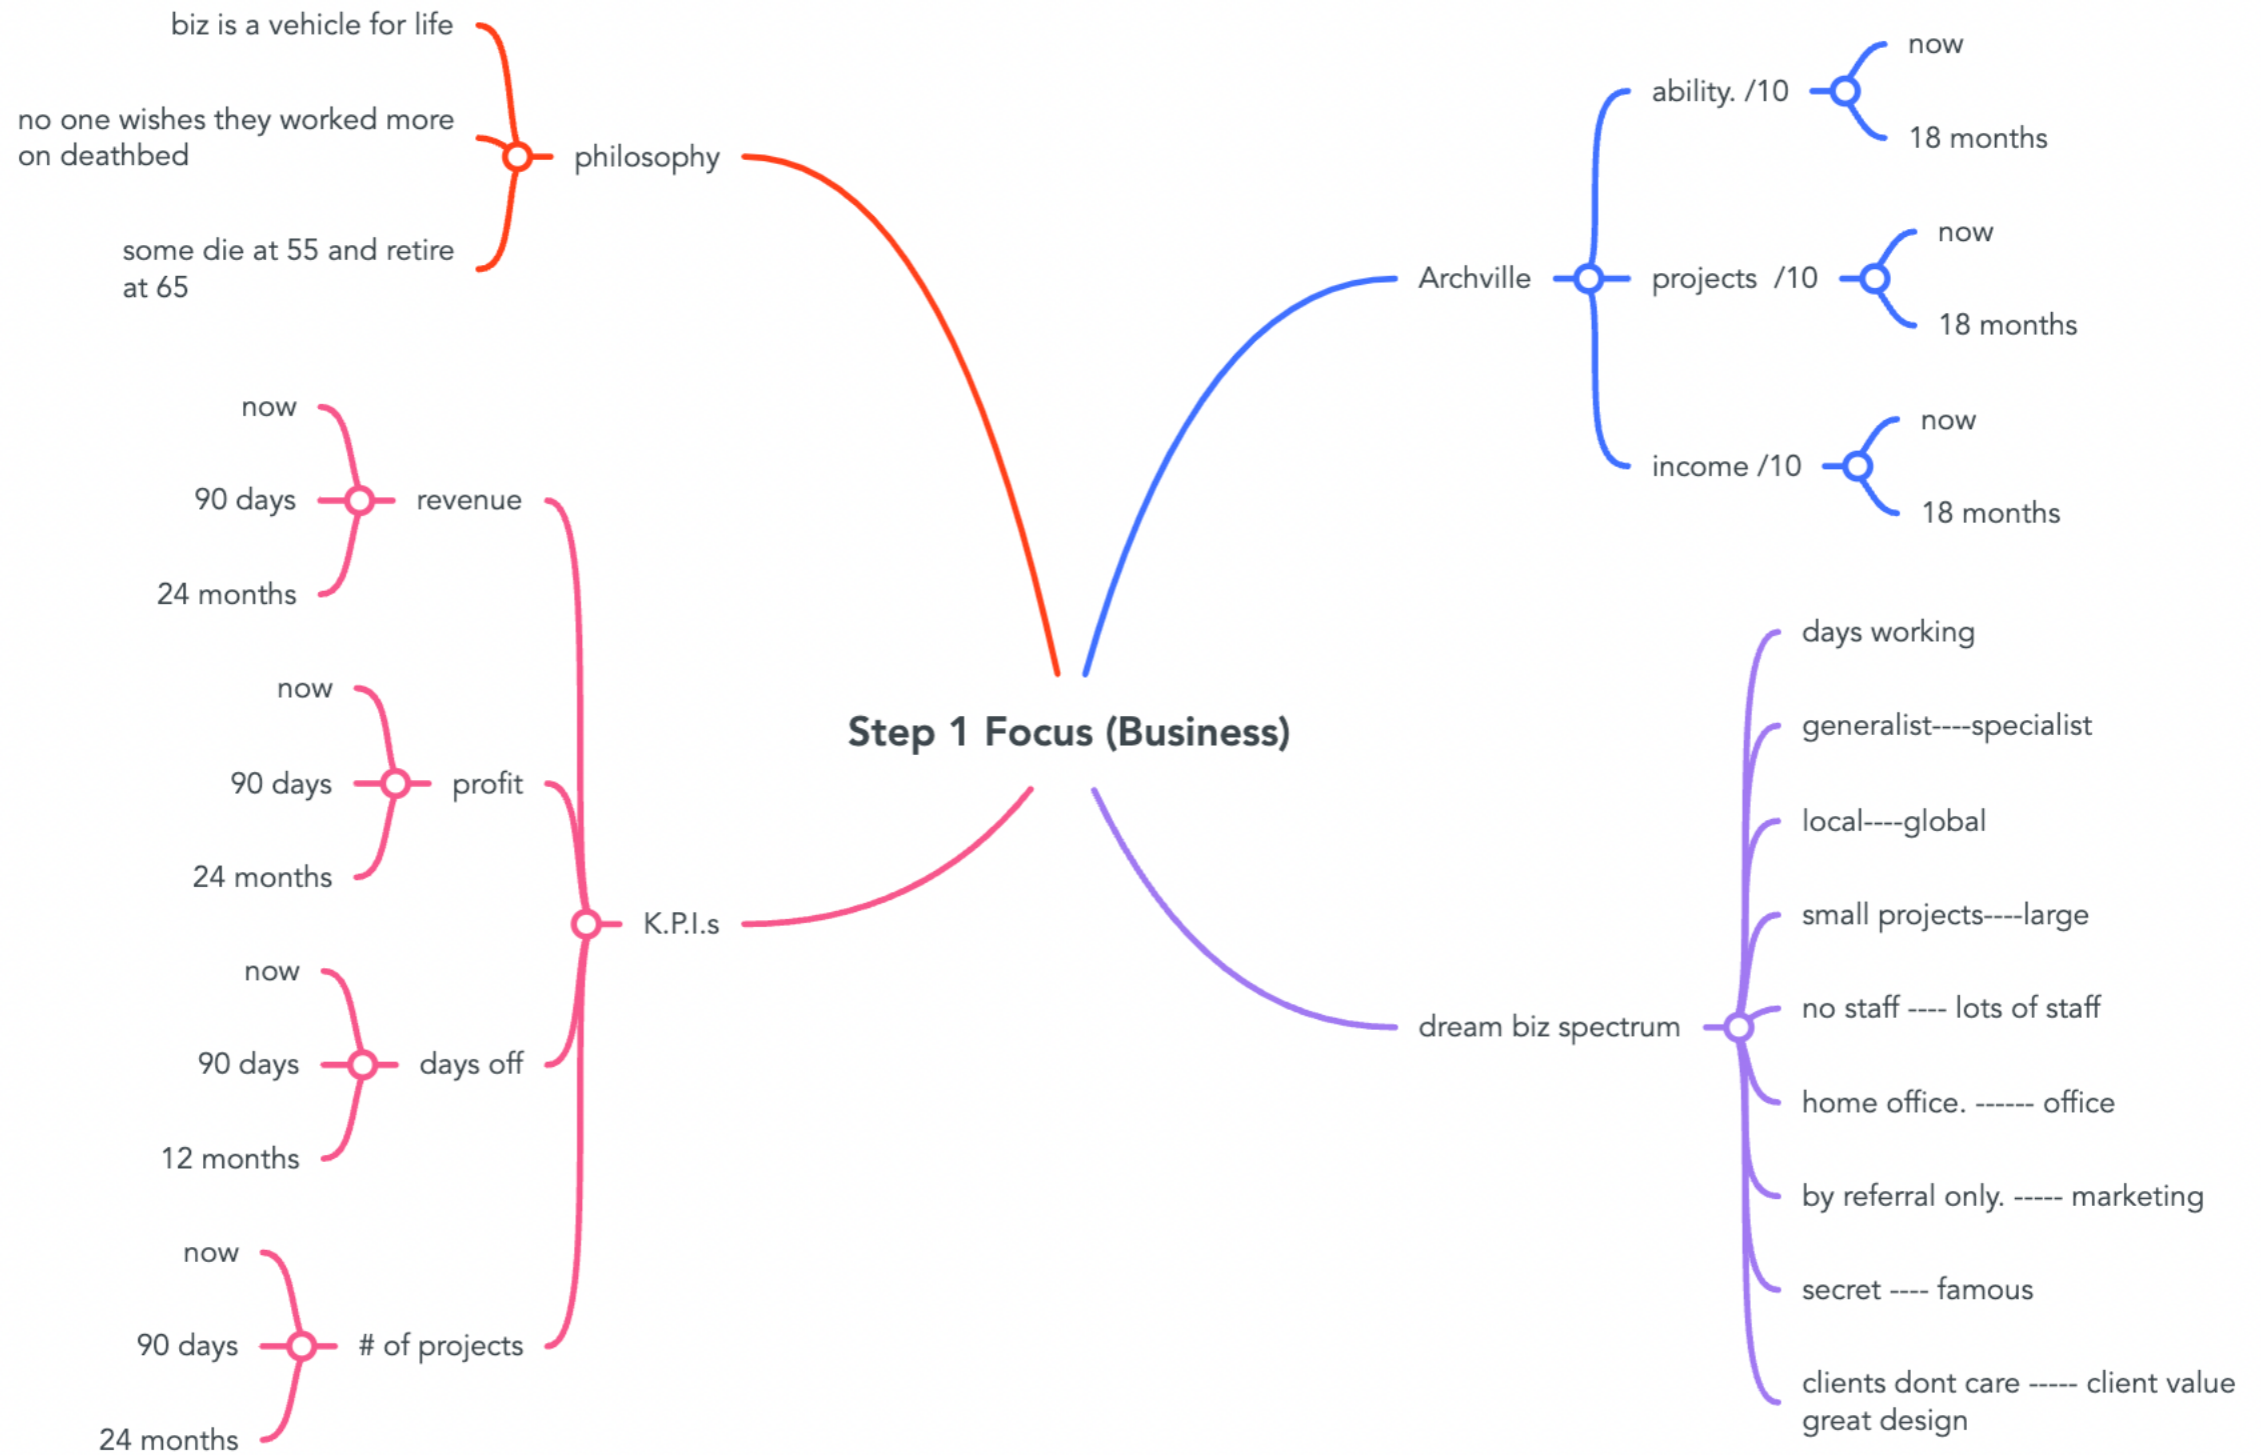 Step 1 Focus (Business)
philosophy
biz is a vehicle for life
no one wishes they worked more
on deathbed
some die at 55 and retire
at 65
Archville
ability. /10
now
18 months
projects  /10
now
18 months
income /10
now
18 months
K.P.I.s
revenue
now
90 days
24 months
profit
now
90 days
24 months
days off
now
90 days
12 months
# of projects
now
90 days
24 months
dream biz spectrum
days working
generalist----specialist
local----global
small projects----large
no staff ---- lots of staff
home office. ------ office
by referral only. ----- marketing
secret ---- famous
clients dont care ----- client value
great design